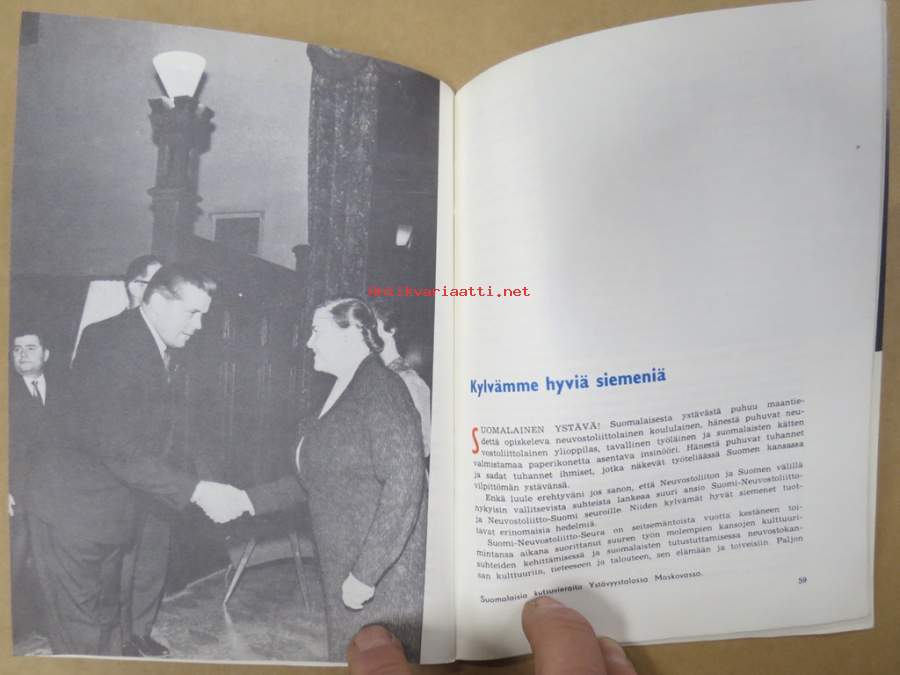 antikvariaatti.net
Kylvämme hyviä siemeniä
SUOMALAINEN YSTÄVÄ! Suomalaisesta ystävästä puhuu maantie-
dettä opiskeleva neuvostoliittolainen koululainen, hänestä puhuvat neu-
vostoliittolainen ylioppilas, tavallinen työläinen ja suomalaisten kätten
valmistamaa paperikonetta asentava insinööri. Hänestä puhuvat tuhannet
ja sadat tuhannet ihmiset, jotka näkevät työteliäässä Suomen kansassa
vilpittömän ystävänsä.
Enkä luule erehtyväni jos sanon, että Neuvostoliiton ja Suomen välillä
nykyisin vallitsevista suhteista lankeaa suuri ansio Suomi-Neuvostoliitto-
ja Neuvostoliitto-Suomi seuroille. Niiden kylvämät hyvät siemenet tuot-
tavat erinomaisia hedelmiä.
Suomi-Neuvostoliitto-Seura on seitsemäntoista vuotta kestäneen toi-
mintansa aikana suorittanut suuren työn molempien kansojen kulttuuri-
suhteiden kehittämisessä ja suomalaisten tutustuttamisessa neuvostokan-
san kulttuuriin, tieteeseen ja talouteen, sen elämään ja toiveisiin. Paljon
Suomalaisia kutsuvieraita Ystävyystalossa Moskovassa.
59